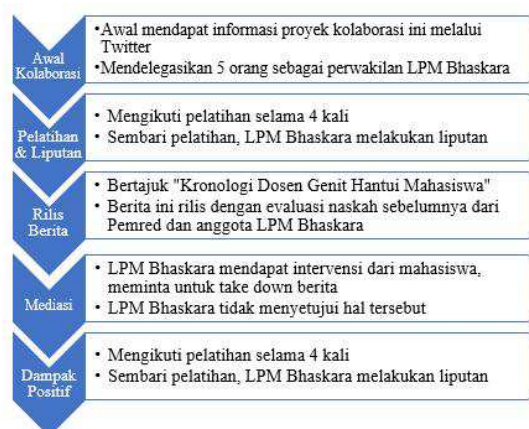 Awal
Kolaborasi
•Awal mendapat informasi proyek kolaborasi ini melalui
Twitter
•Mendelegasikan 5 orang sebagai perwakilan LPM Bhaskara
Pelatihan
& Liputan
• Mengikuti pelatihan selama 4 kali
• Sembari pelatihan, LPM Bhaskara melakukan liputan
Rilis
Berita
• Bertajuk "Kronologi Dosen Genit Hantui Mahasiswa"
• Berita ini rilis dengan evaluasi naskah sebelumnya dari
Pemred dan anggota LPM Bhaskara
Mediasi
• LPM Bhaskara mendapat intervensi dari mahasiswa,
meminta untuk take down berita
• LPM Bhaskara tidak menyetujui hal tersebut
Dampak
Positif
• Mengikuti pelatihan selama 4 kali
• Sembari pelatihan, LPM Bhaskara melakukan liputan